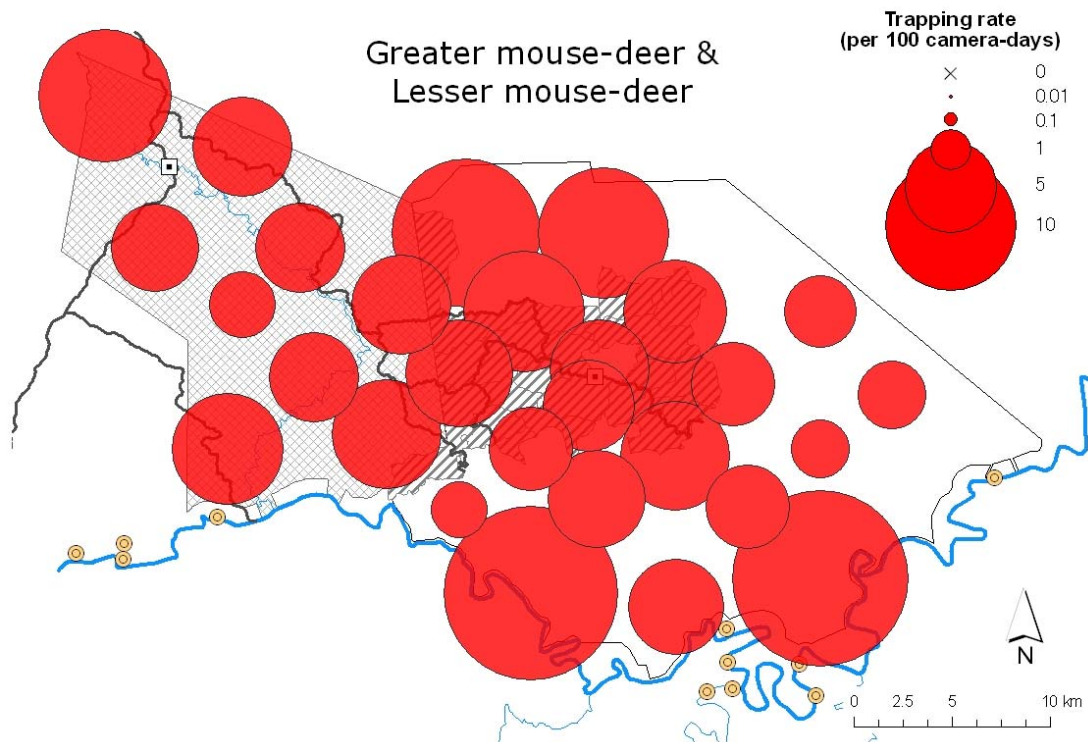 Greater mouse-deer &
Lesser mouse-deer
Trapping rate
(per 100 camera-days)
0
0.01
0.1
1
5
10
N
0 2.5 5 10 km